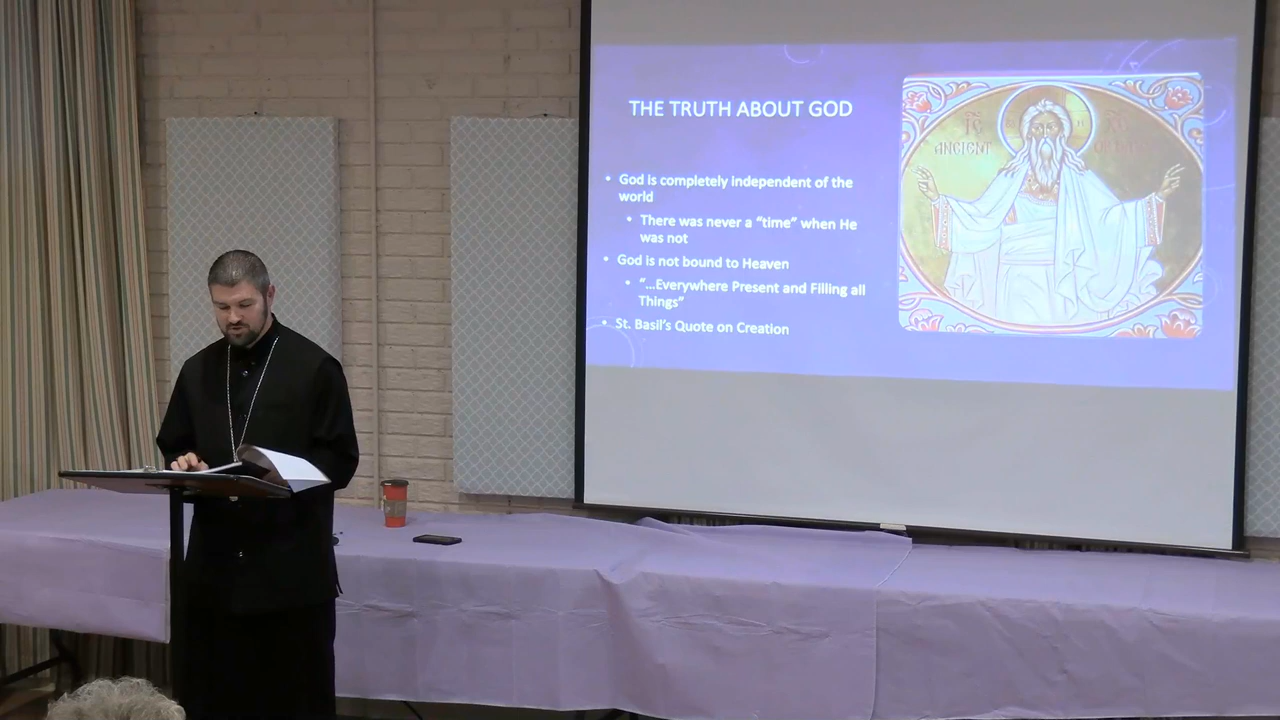 THE TRUTH ABOUT GOD
• God is completely independent of the
world
• There was never a “time” when He
was not
• God is not bound to Heaven
• “...Everywhere Present and Filling all
Things”
• St. Basil’s Quote on Creation
ANCIENT